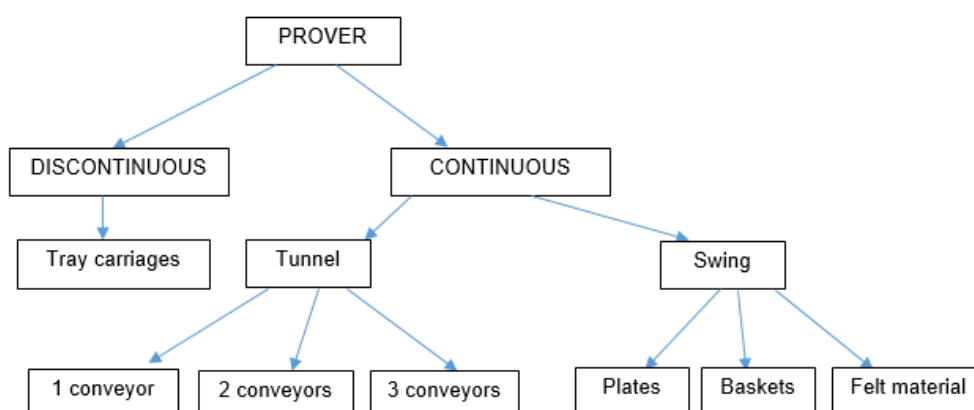 PROVER
DISCONTINUOUS
CONTINUOUS
Tray carriages
Tunnel
Swing
1 conveyor
2 conveyors
3 conveyors
Plates
Baskets
Felt material